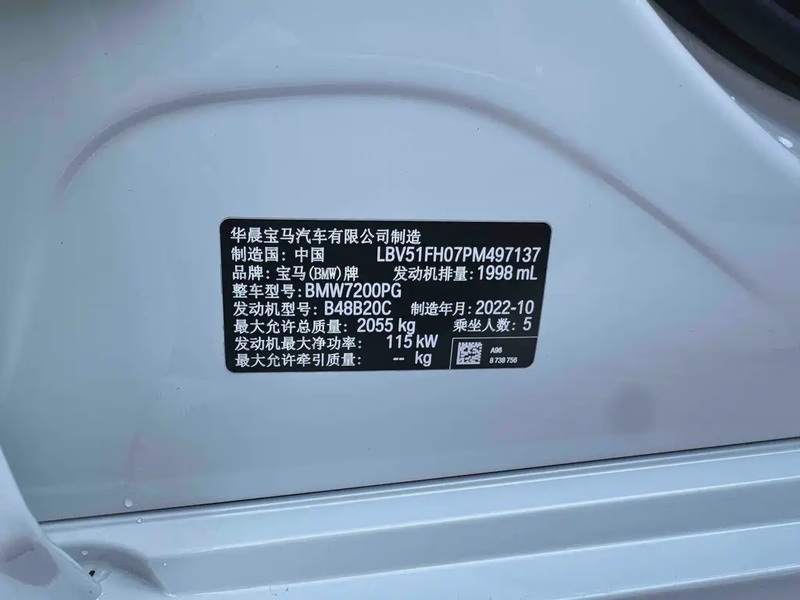 华晨宝马汽车有限公司制造
制造国: 中国 LBV51FH07PM497137
品牌: 宝马(BMW)牌 发动机排量: 1998 mL
整车型号: BMW7200PG
发动机型号: B48B20C 制造年月: 2022-10
最大允许总质量: 2055 kg 乘坐人数: 5
发动机最大净功率: 115 kW
最大允许牵引质量: -- kg
A96
8 738 756